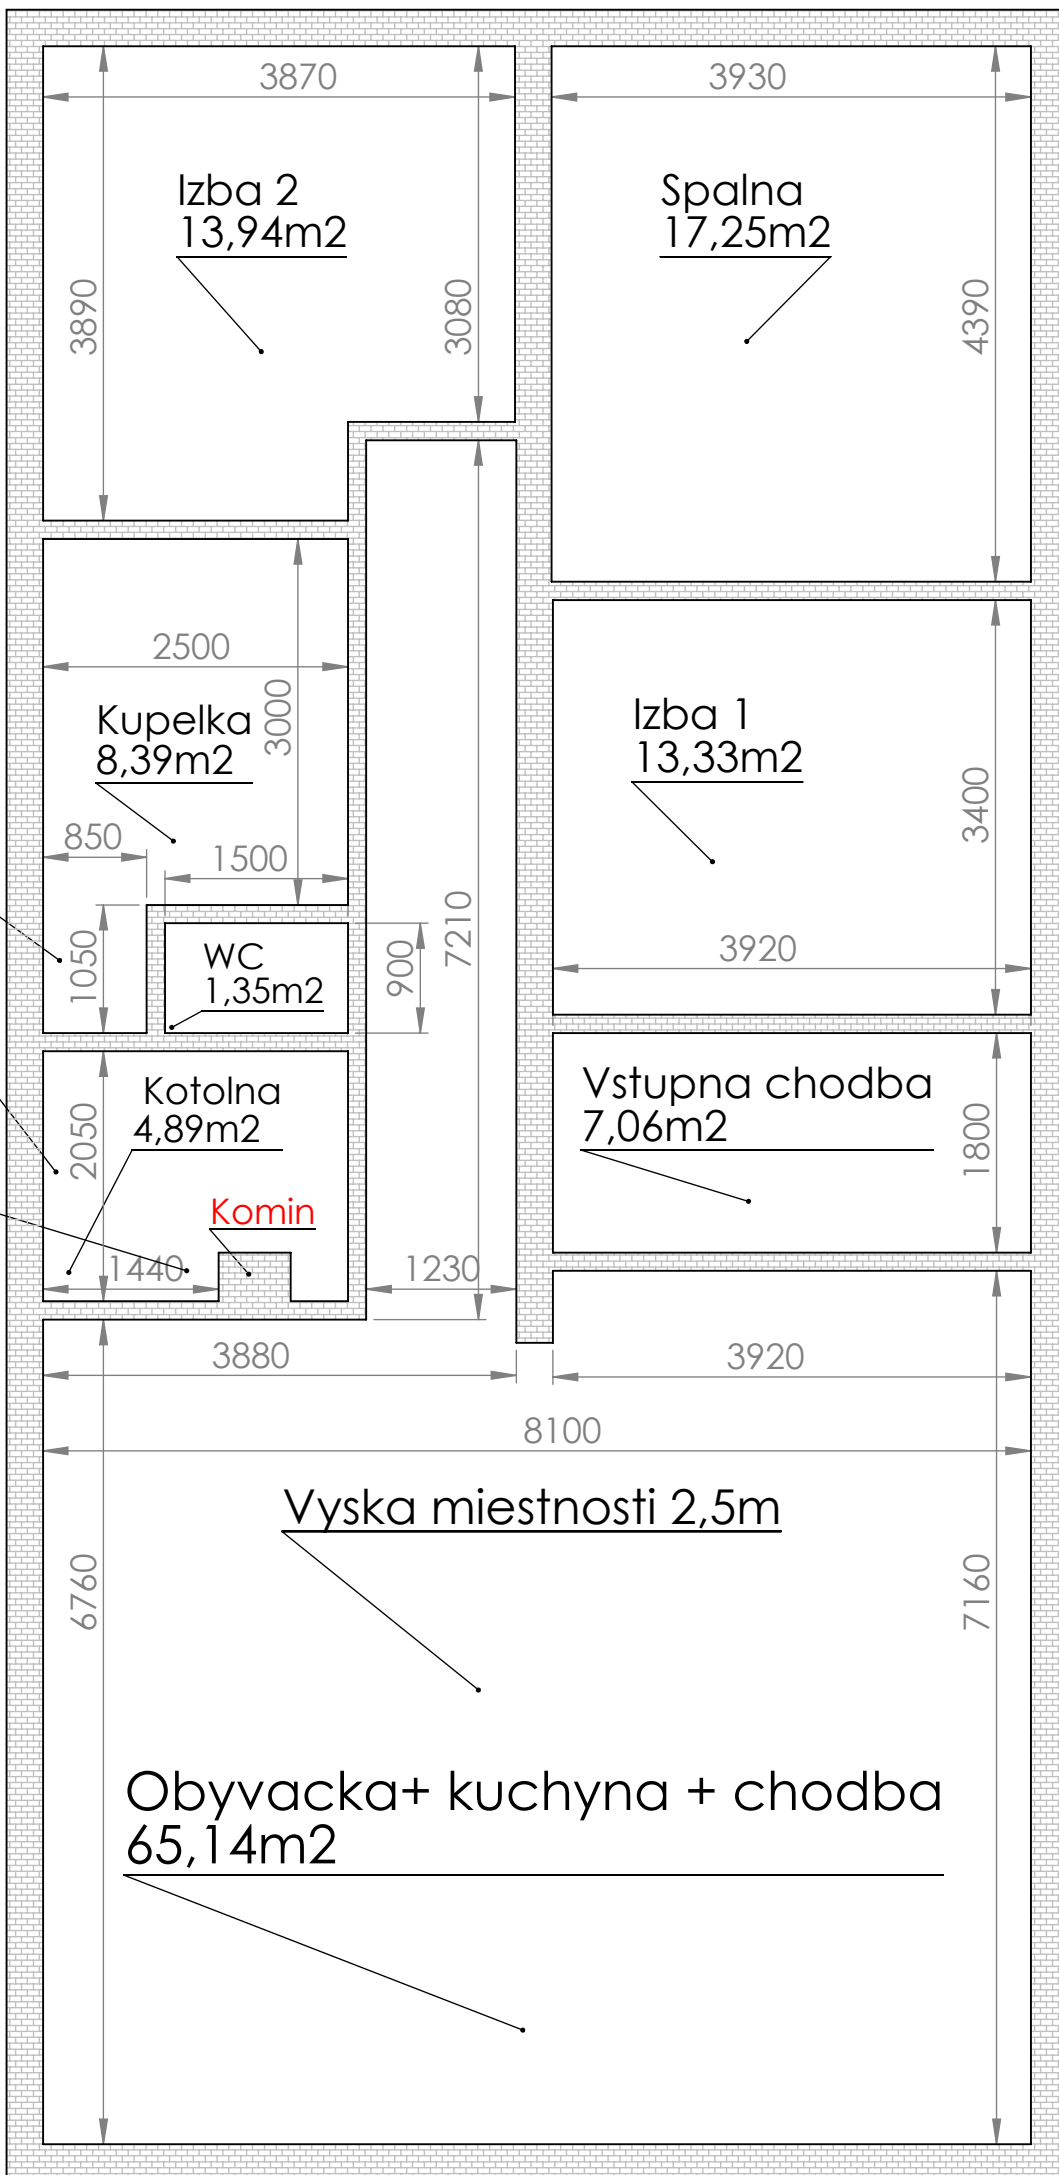 3870
3930
Izba 2
13,94m2
Spalna
17,25m2
3890
3080
4390
2500
3000
Kupelka
8,39m2
Izba 1
13,33m2
3400
850
1500
7210
1050
WC
1,35m2
900
3920
Kotolna
4,89m2
2050
Vstupna chodba
7,06m2
1800
Komin
1440
1230
3880
3920
8100
Vyska miestnosti 2,5m
6760
7160
Obyvacka+ kuchyna + chodba
65,14m2